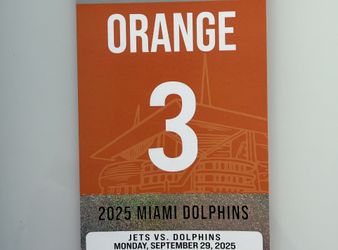 ORANGE
3
2025 MIAMI DOLPHINS
JETS VS. DOLPHINS
MONDAY, SEPTEMBER 29, 2025